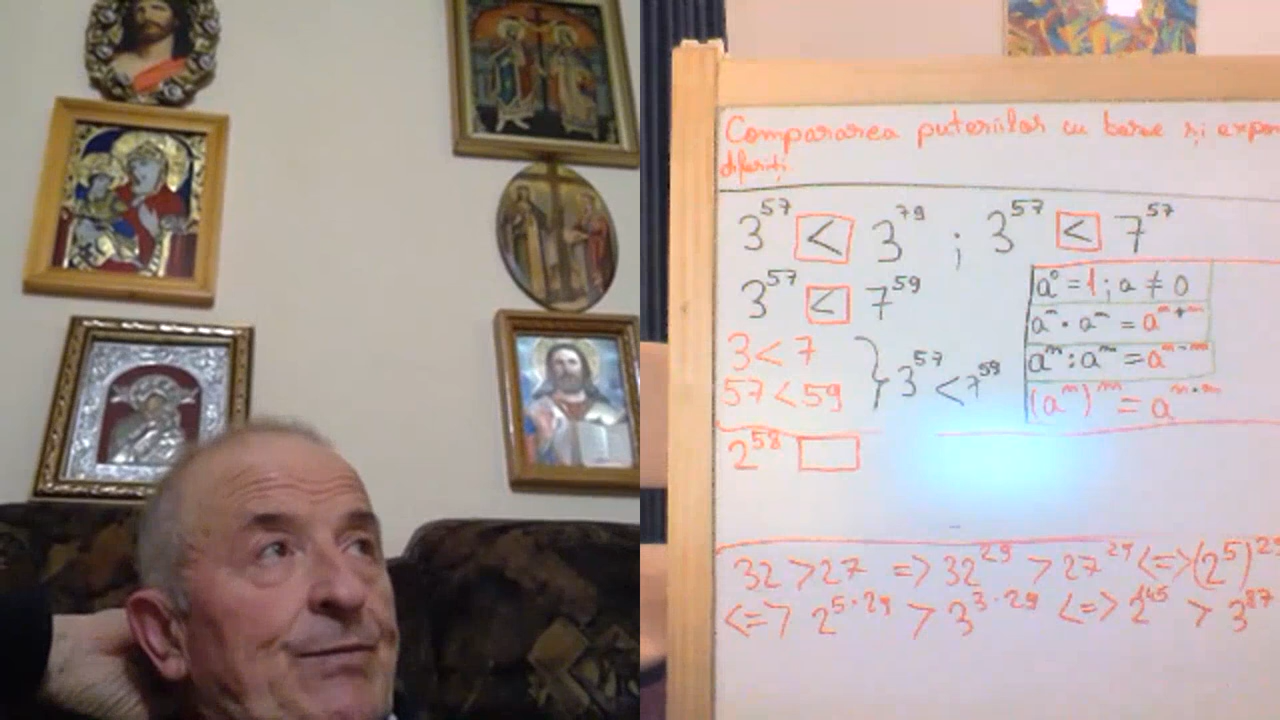 Compararea puterilor cu baze și expon
diferiți.
3^57 < 3^79 ; 3^57 < 7^57
3^57 < 7^59
3 < 7
57 < 59
} 3^57 < 7^59
a^0 = 1 ; a ≠ 0
a^m · a^n = a^m+n
a^m : a^n = a^m-n
(a^m)^n = a^m·n
2^58 □
32 > 27 => 32^29 > 27^29 <=> (2^5)^29
<=> 2^5·29 > 3^3·29 <=> 2^145 > 3^87